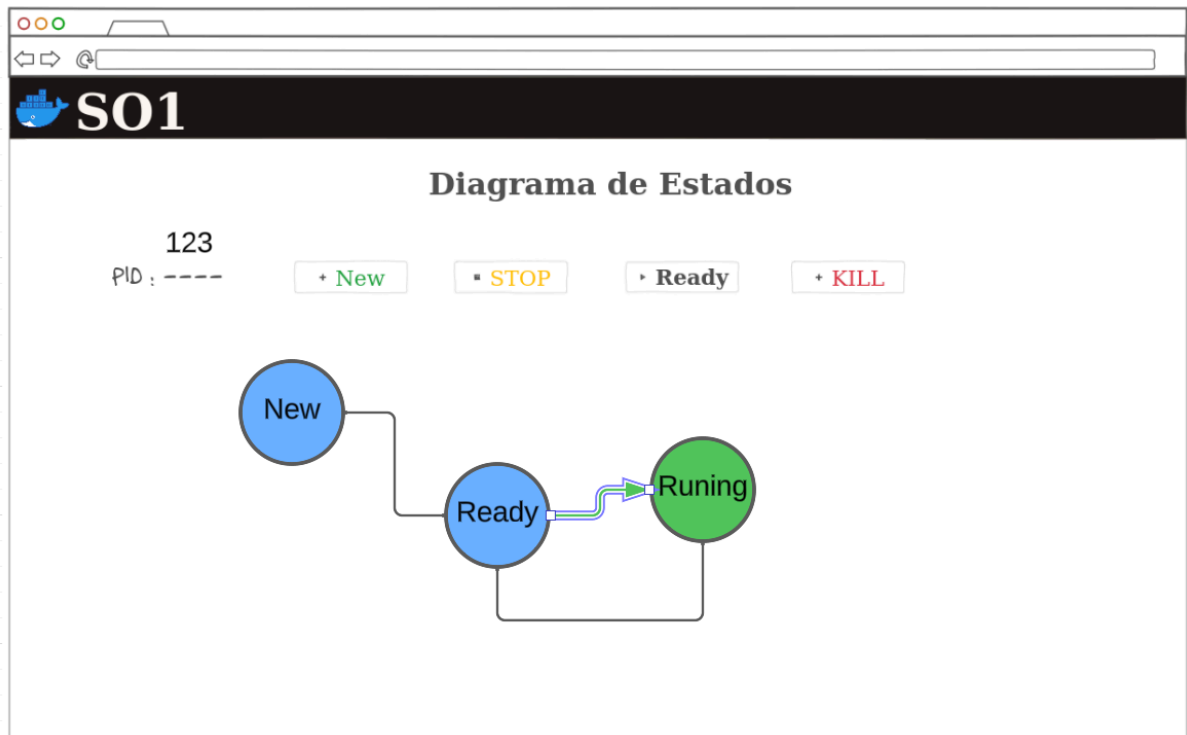 SO1
Diagrama de Estados
123
PID : ----
+ New
STOP
Ready
+ KILL
New
Ready
Runing